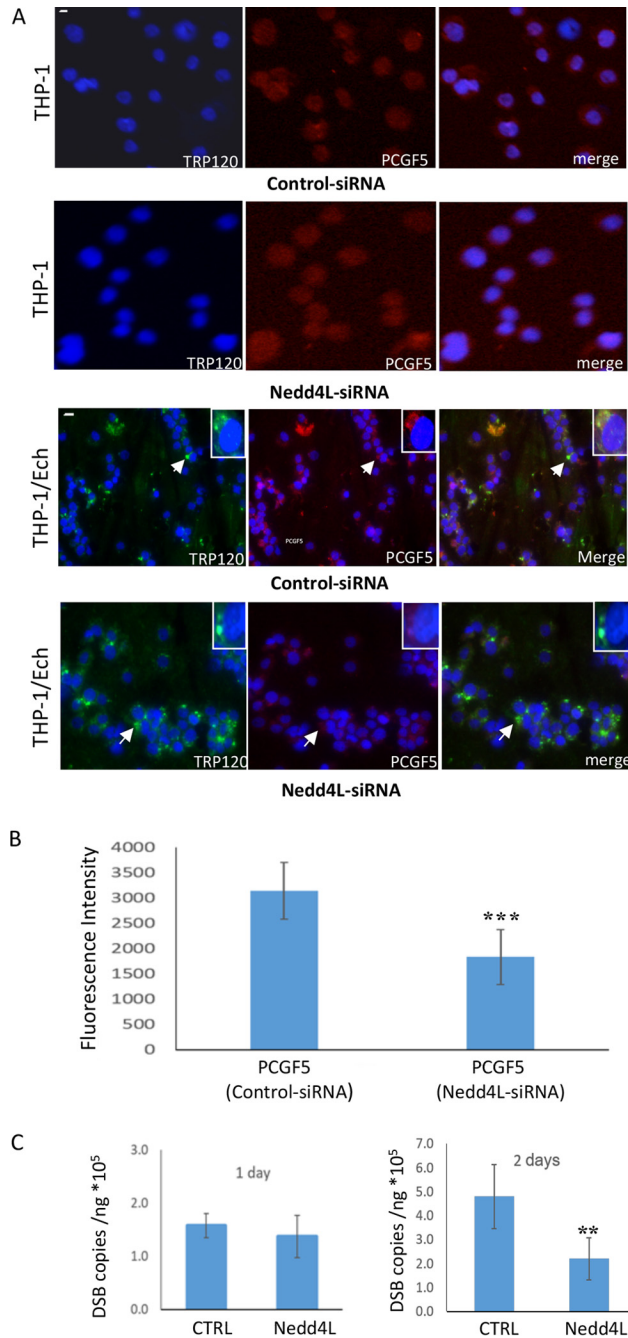 A
THP-1
TRP120 PCGF5 merge
Control-siRNA
THP-1
TRP120 PCGF5 merge
Nedd4L-siRNA
THP-1/Ech
PCGF5
TRP120 PCGF5 Merge
Control-siRNA
THP-1/Ech
TRP120 PCGF5 merge
Nedd4L-siRNA
B
Fluorescence Intensity
4000
3500
3000
2500
2000
1500
1000
500
0
***
PCGF5 PCGF5
(Control-siRNA) (Nedd4L-siRNA)
C
DSB copies /ng *10⁵
3.0
2.0
1.0
0.0
1 day
CTRL Nedd4L
DSB copies /ng *10⁵
7.0
6.0
5.0
4.0
3.0
2.0
1.0
0.0
2 days
**
CTRL Nedd4L